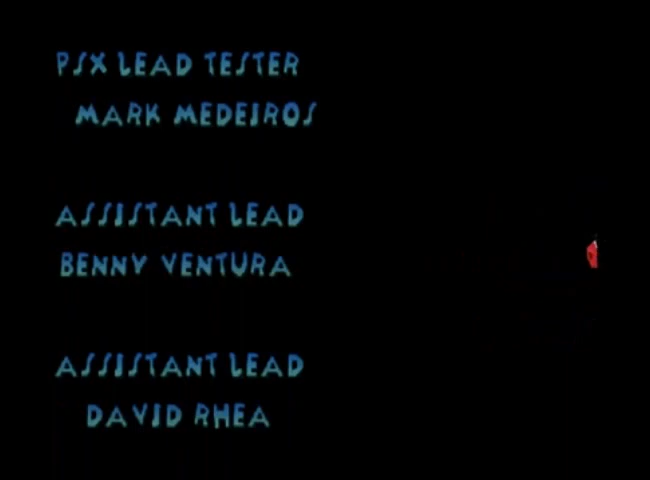 PSX LEAD TESTER
MARK MEDEIROS
ASSISTANT LEAD
BENNY VENTURA
ASSISTANT LEAD
DAVID RHEA